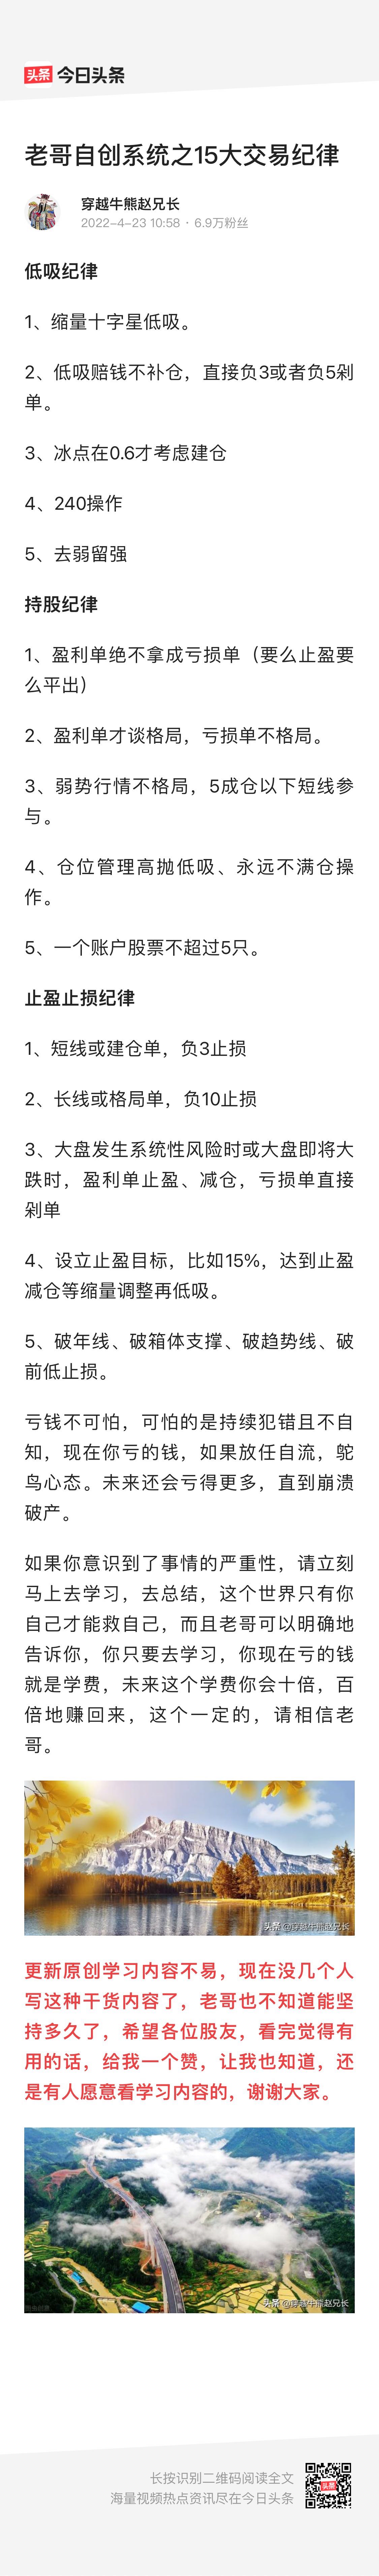 头条 今日头条
老哥自创系统之15大交易纪律
穿越牛熊赵兄长
2022-4-23 10:58 · 6.9万粉丝
低吸纪律
1、缩量十字星低吸。
2、低吸赔钱不补仓，直接负3或者负5剁
单。
3、冰点在0.6才考虑建仓
4、240操作
5、去弱留强
持股纪律
1、盈利单绝不拿成亏损单（要么止盈要
么平出）
2、盈利单才谈格局，亏损单不格局。
3、弱势行情不格局，5成仓以下短线参
与。
4、仓位管理高抛低吸、永远不满仓操
作。
5、一个账户股票不超过5只。
止盈止损纪律
1、短线或建仓单，负3止损
2、长线或格局单，负10止损
3、大盘发生系统性风险时或大盘即将大
跌时，盈利单止盈、减仓，亏损单直接
剁单
4、设立止盈目标，比如15%，达到止盈
减仓等缩量调整再低吸。
5、破年线、破箱体支撑、破趋势线、破
前低止损。
亏钱不可怕，可怕的是持续犯错且不自
知，现在你亏的钱，如果放任自流，鸵
鸟心态。未来还会亏得更多，直到崩溃
破产。
如果你意识到了事情的严重性，请立刻
马上去学习，去总结，这个世界只有你
自己才能救自己，而且老哥可以明确地
告诉你，你只要去学习，你现在亏的钱
就是学费，未来这个学费你会十倍，百
倍地赚回来，这个一定的，请相信老
哥。
头条 @穿越牛熊赵兄长
更新原创学习内容不易，现在没几个人
写这种干货内容了，老哥也不知道能坚
持多久了，希望各位股友，看完觉得有
用的话，给我一个赞，让我也知道，还
是有人愿意看学习内容的，谢谢大家。
头条 @穿越牛熊赵兄长
长按识别二维码阅读全文
海量视频热点资讯尽在今日头条
头条